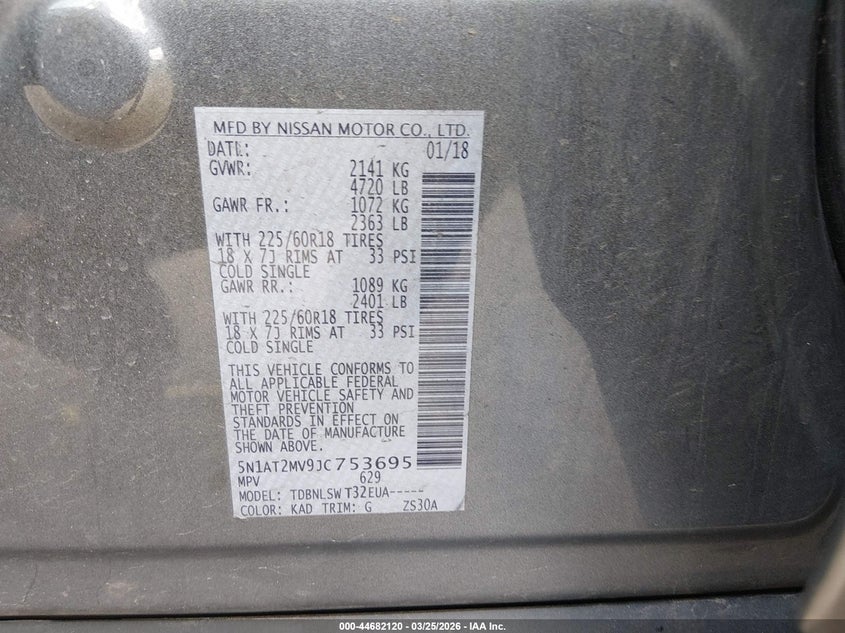 MFD BY NISSAN MOTOR CO., LTD.
DATE: 01/18
GVWR: 2141 KG
4720 LB
GAWR FR.: 1072 KG
2363 LB
WITH 225/60R18 TIRES
18 X 7J RIMS AT 33 PSI
COLD SINGLE
GAWR RR.: 1089 KG
2401 LB
WITH 225/60R18 TIRES
18 X 7J RIMS AT 33 PSI
COLD SINGLE
THIS VEHICLE CONFORMS TO
ALL APPLICABLE FEDERAL
MOTOR VEHICLE SAFETY AND
THEFT PREVENTION
STANDARDS IN EFFECT ON
THE DATE OF MANUFACTURE
SHOWN ABOVE.
5N1AT2MV9JC753695
MPV 629
MODEL: TDBNLSW T32EUA-----
COLOR: KAD TRIM: G ZS30A
000-44682120 - 03/25/2026 - IAA Inc.